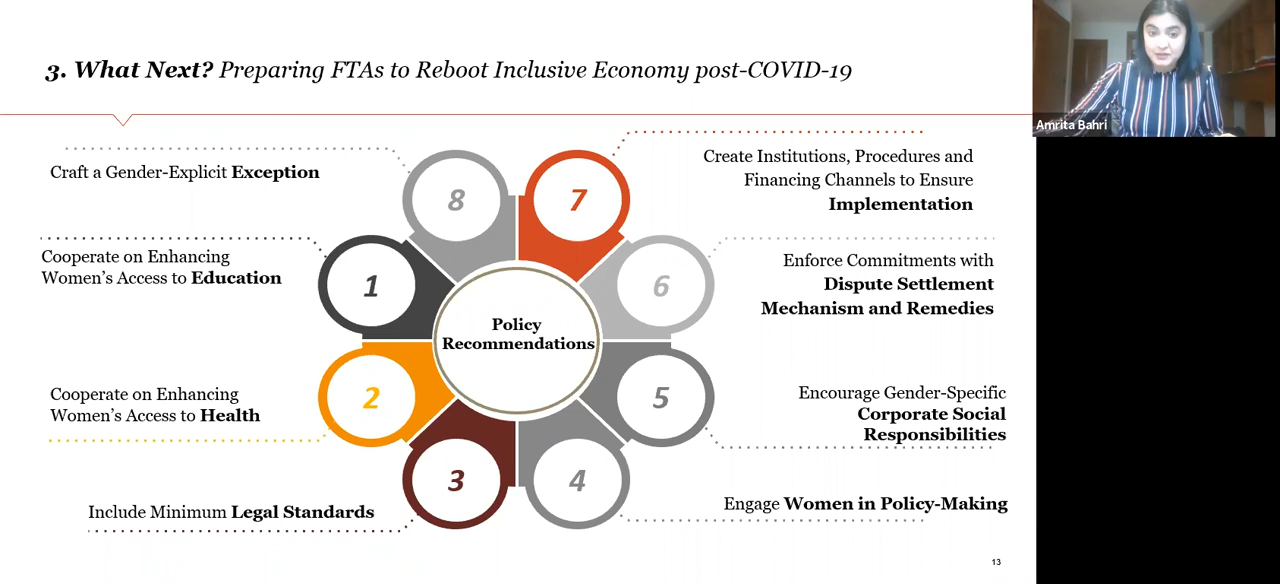 3. What Next? Preparing FTAs to Reboot Inclusive Economy post-COVID-19
Amrita Bahri
Craft a Gender-Explicit Exception
8
7
Create Institutions, Procedures and
Financing Channels to Ensure
Implementation
Cooperate on Enhancing
Women’s Access to Education
1
6
Enforce Commitments with
Dispute Settlement
Mechanism and Remedies
Policy
Recommendations
Cooperate on Enhancing
Women’s Access to Health
2
5
Encourage Gender-Specific
Corporate Social
Responsibilities
Include Minimum Legal Standards
3
4
Engage Women in Policy-Making
13